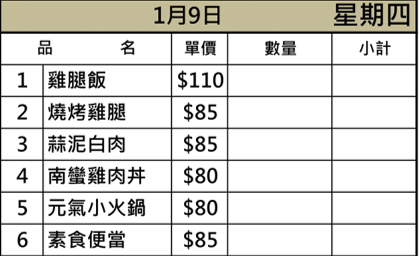 1月9日 星期四
品 名 單價 數量 小計
1 雞腿飯 $110
2 燒烤雞腿 $85
3 蒜泥白肉 $85
4 南蠻雞肉丼 $80
5 元氣小火鍋 $80
6 素食便當 $85